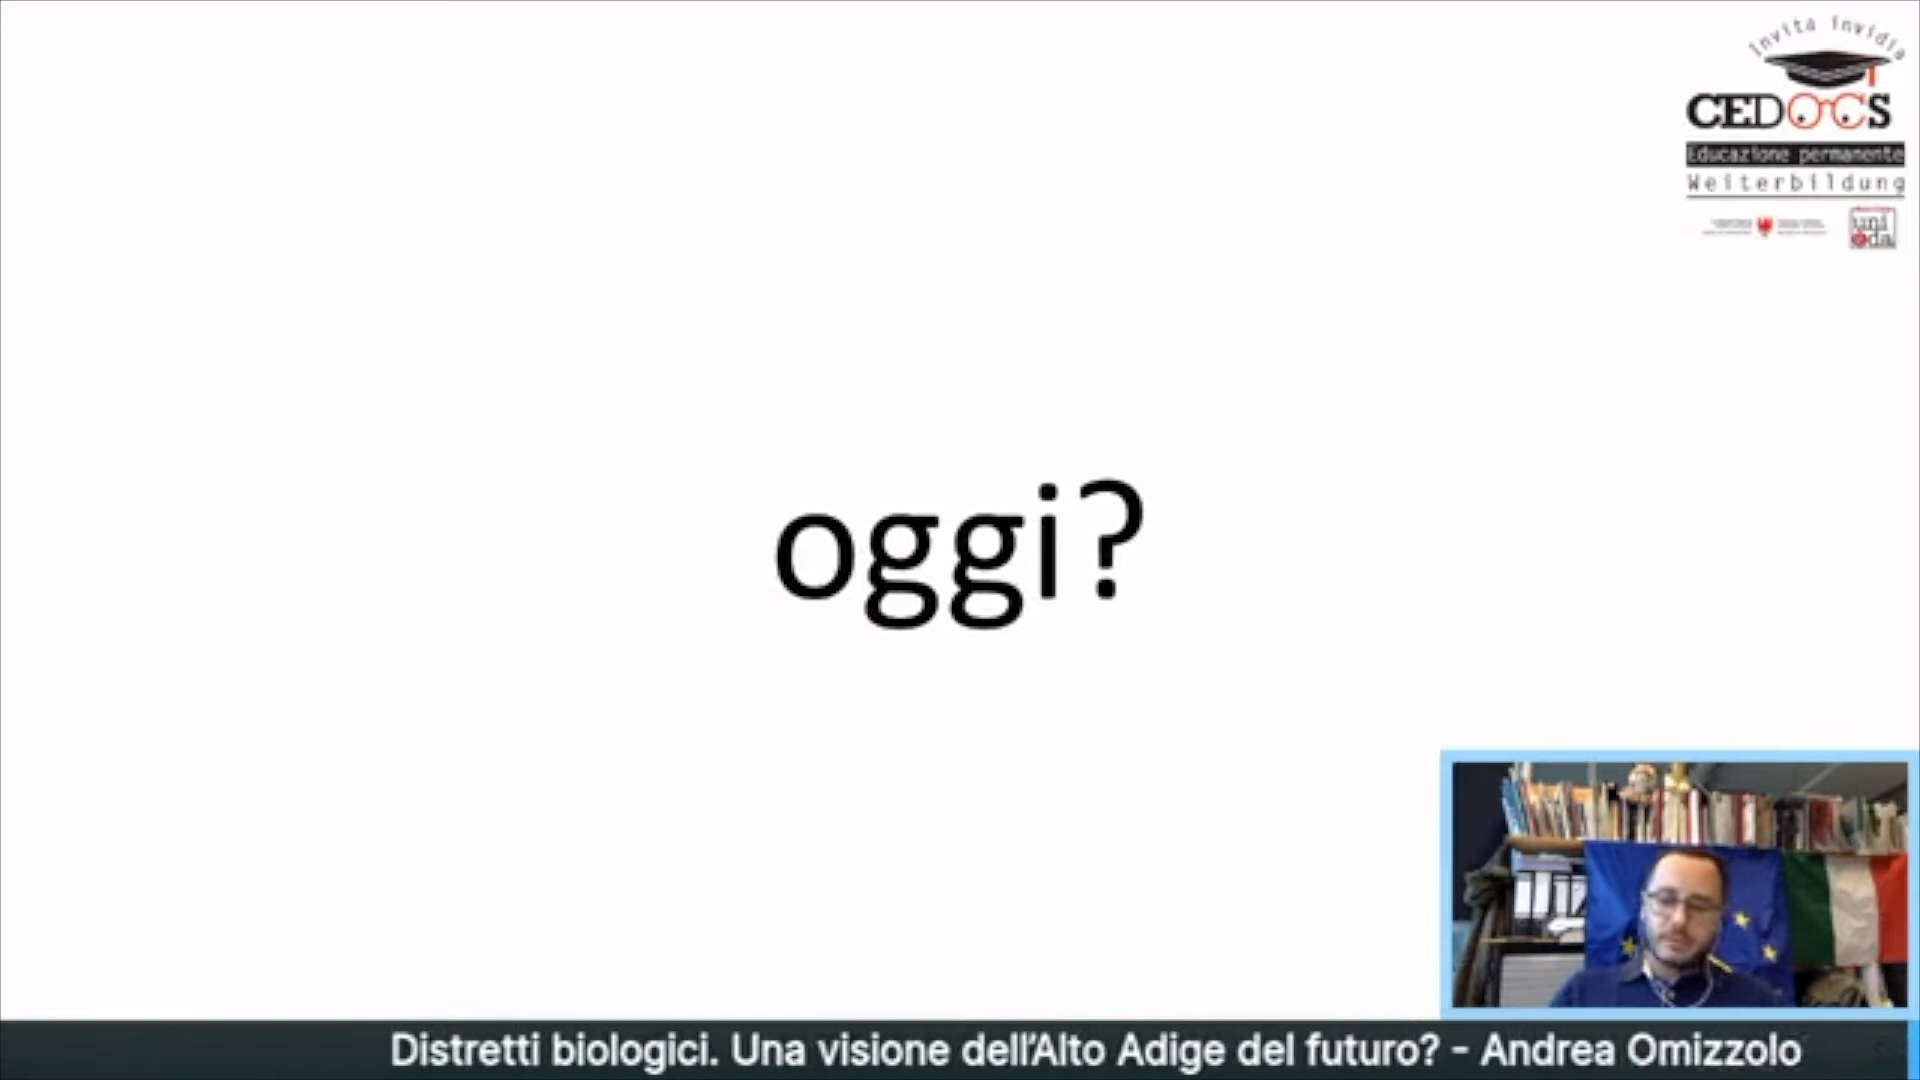 invita invidia
CEDOCS
Educazione permanente
Weiterbildung
uni
eda
oggi?
Distretti biologici. Una visione dell'Alto Adige del futuro? - Andrea Omizzolo